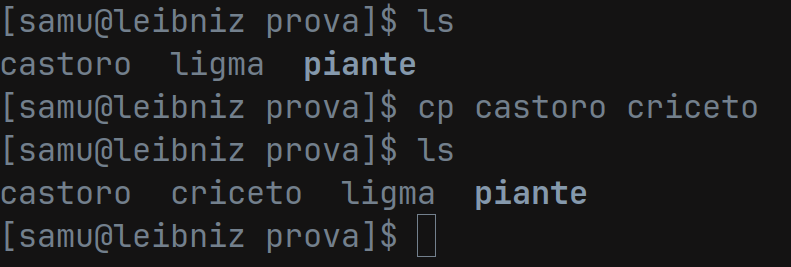 [samu@leibniz prova]$ ls
castoro  ligma  piante
[samu@leibniz prova]$ cp castoro criceto
[samu@leibniz prova]$ ls
castoro  criceto  ligma  piante
[samu@leibniz prova]$